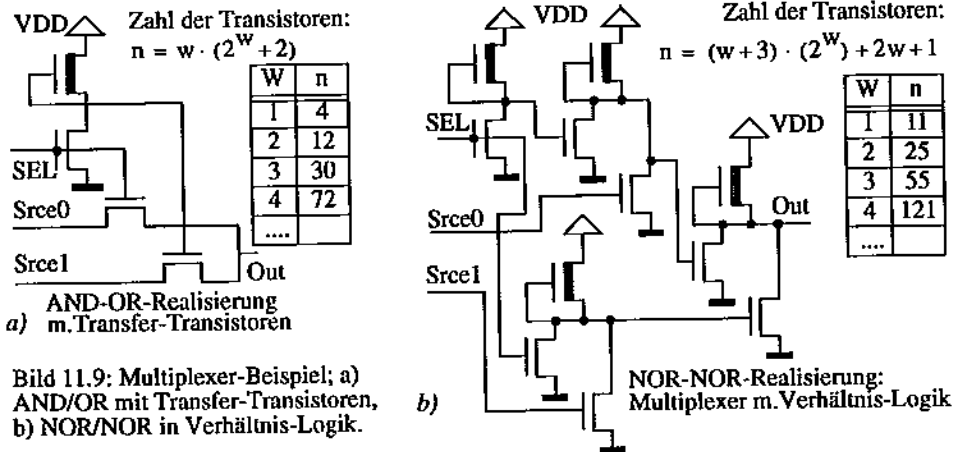 VDD
Zahl der Transistoren:
n = w · (2^w + 2)
W n
1 4
2 12
3 30
4 72
....
SEL
Srce0
Srce1
Out
AND-OR-Realisierung
a) m.Transfer-Transistoren
Bild 11.9: Multiplexer-Beispiel; a)
AND/OR mit Transfer-Transistoren,
b) NOR/NOR in Verhältnis-Logik.
VDD
Zahl der Transistoren:
n = (w+3) · (2^w) + 2w+1
W n
1 11
2 25
3 55
4 121
....
SEL
VDD
Srce0
Out
Srce1
b)
NOR-NOR-Realisierung:
Multiplexer m.Verhältnis-Logik